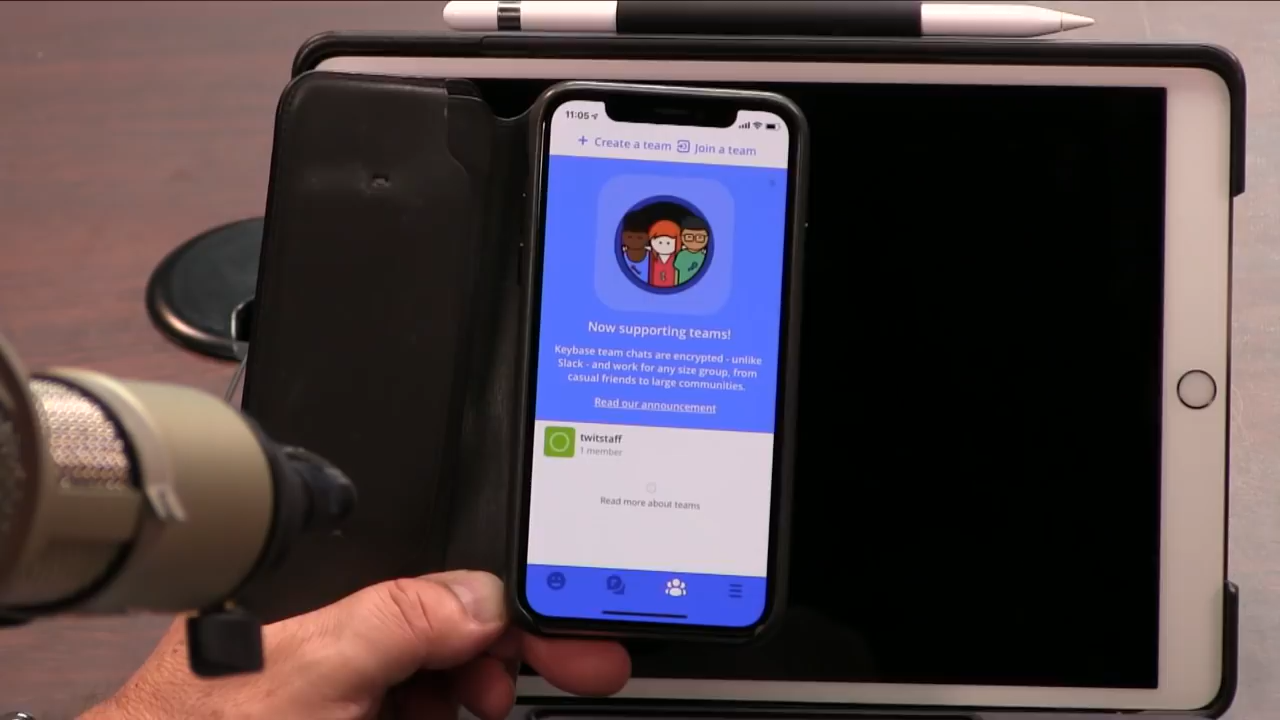 11:05
+ Create a team Join a team
Now supporting teams!
Keybase team chats are encrypted - unlike
Slack - and work for any size group, from
casual friends to large communities.
Read our announcement
twitstaff
1 member
Read more about teams